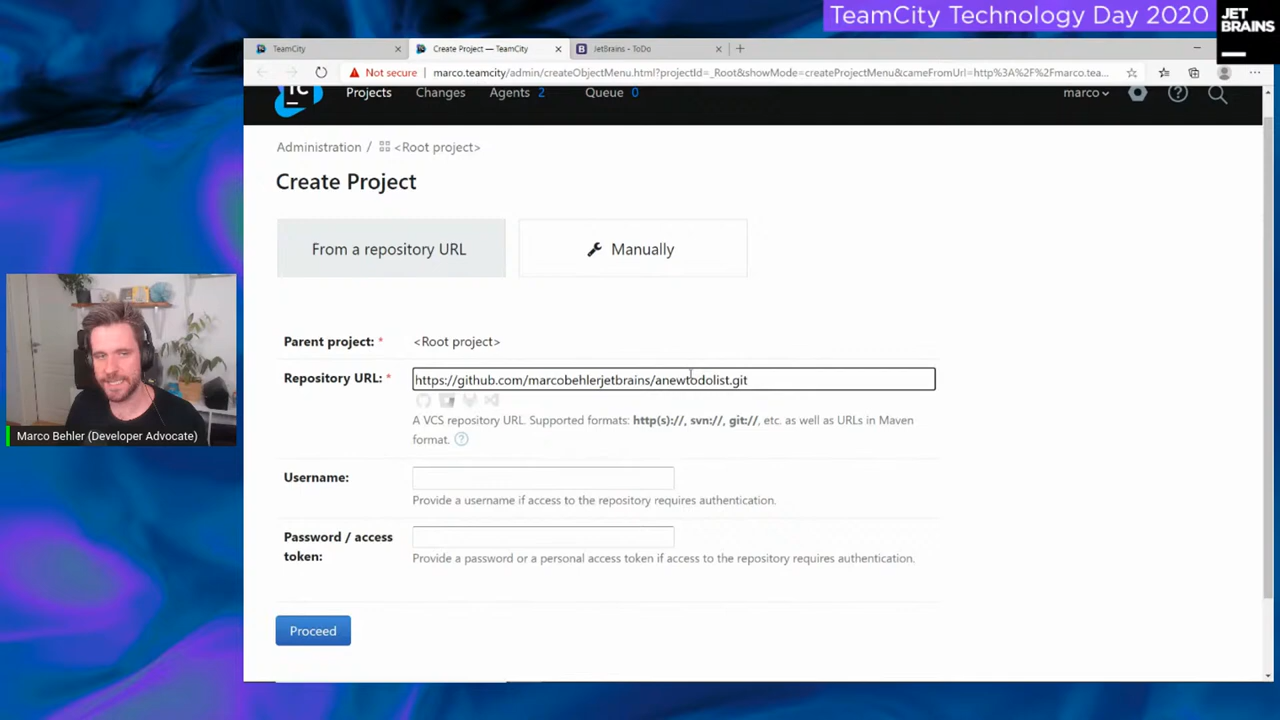 TeamCity Technology Day 2020
JET
BRAINS
TeamCity
Create Project — TeamCity
JetBrains - ToDo
Not secure
marco.teamcity/admin/createObjectMenu.html?projectId=_Root&showMode=createProjectMenu&cameFromUrl=http%3A%2F%2Fmarco.tea...
TC
Projects
Changes
Agents 2
Queue 0
marco
Administration / <Root project>
Create Project
From a repository URL
Manually
Parent project: * <Root project>
Repository URL: * https://github.com/marcobehlerjetbrains/anewtodolist.git
A VCS repository URL. Supported formats: http(s)://, svn://, git://, etc. as well as URLs in Maven
format.
Username:
Provide a username if access to the repository requires authentication.
Password / access
token:
Provide a password or a personal access token if access to the repository requires authentication.
Proceed
Marco Behler (Developer Advocate)